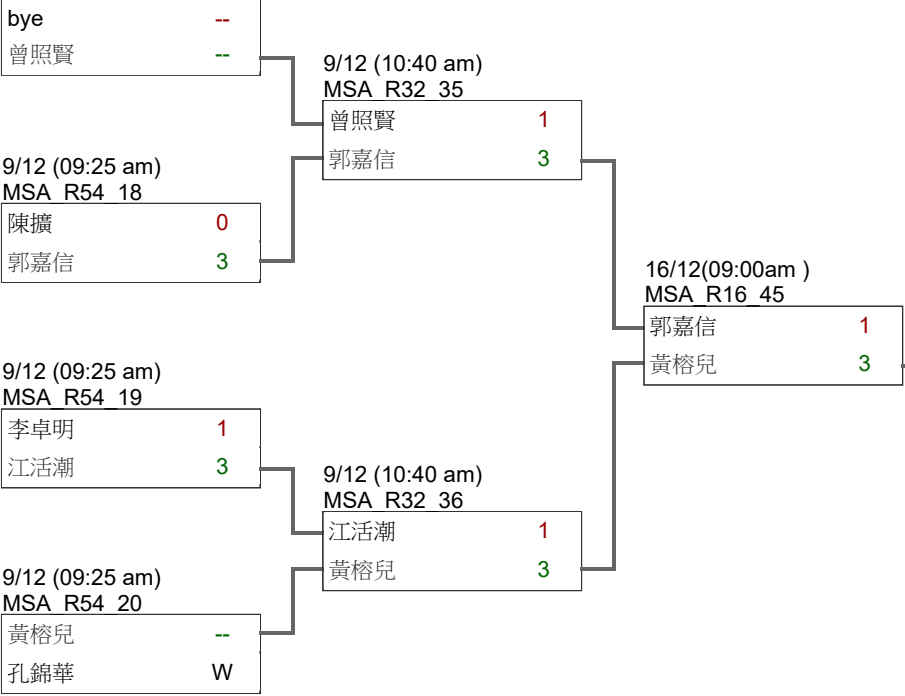 bye --
曾照賢 --
9/12 (09:25 am)
MSA_R54_18
陳擴 0
郭嘉信 3
9/12 (09:25 am)
MSA_R54_19
李卓明 1
江活潮 3
9/12 (09:25 am)
MSA_R54_20
黃榕兒 --
孔錦華 W
9/12 (10:40 am)
MSA_R32_35
曾照賢 1
郭嘉信 3
9/12 (10:40 am)
MSA_R32_36
江活潮 1
黃榕兒 3
16/12(09:00am )
MSA_R16_45
郭嘉信 1
黃榕兒 3